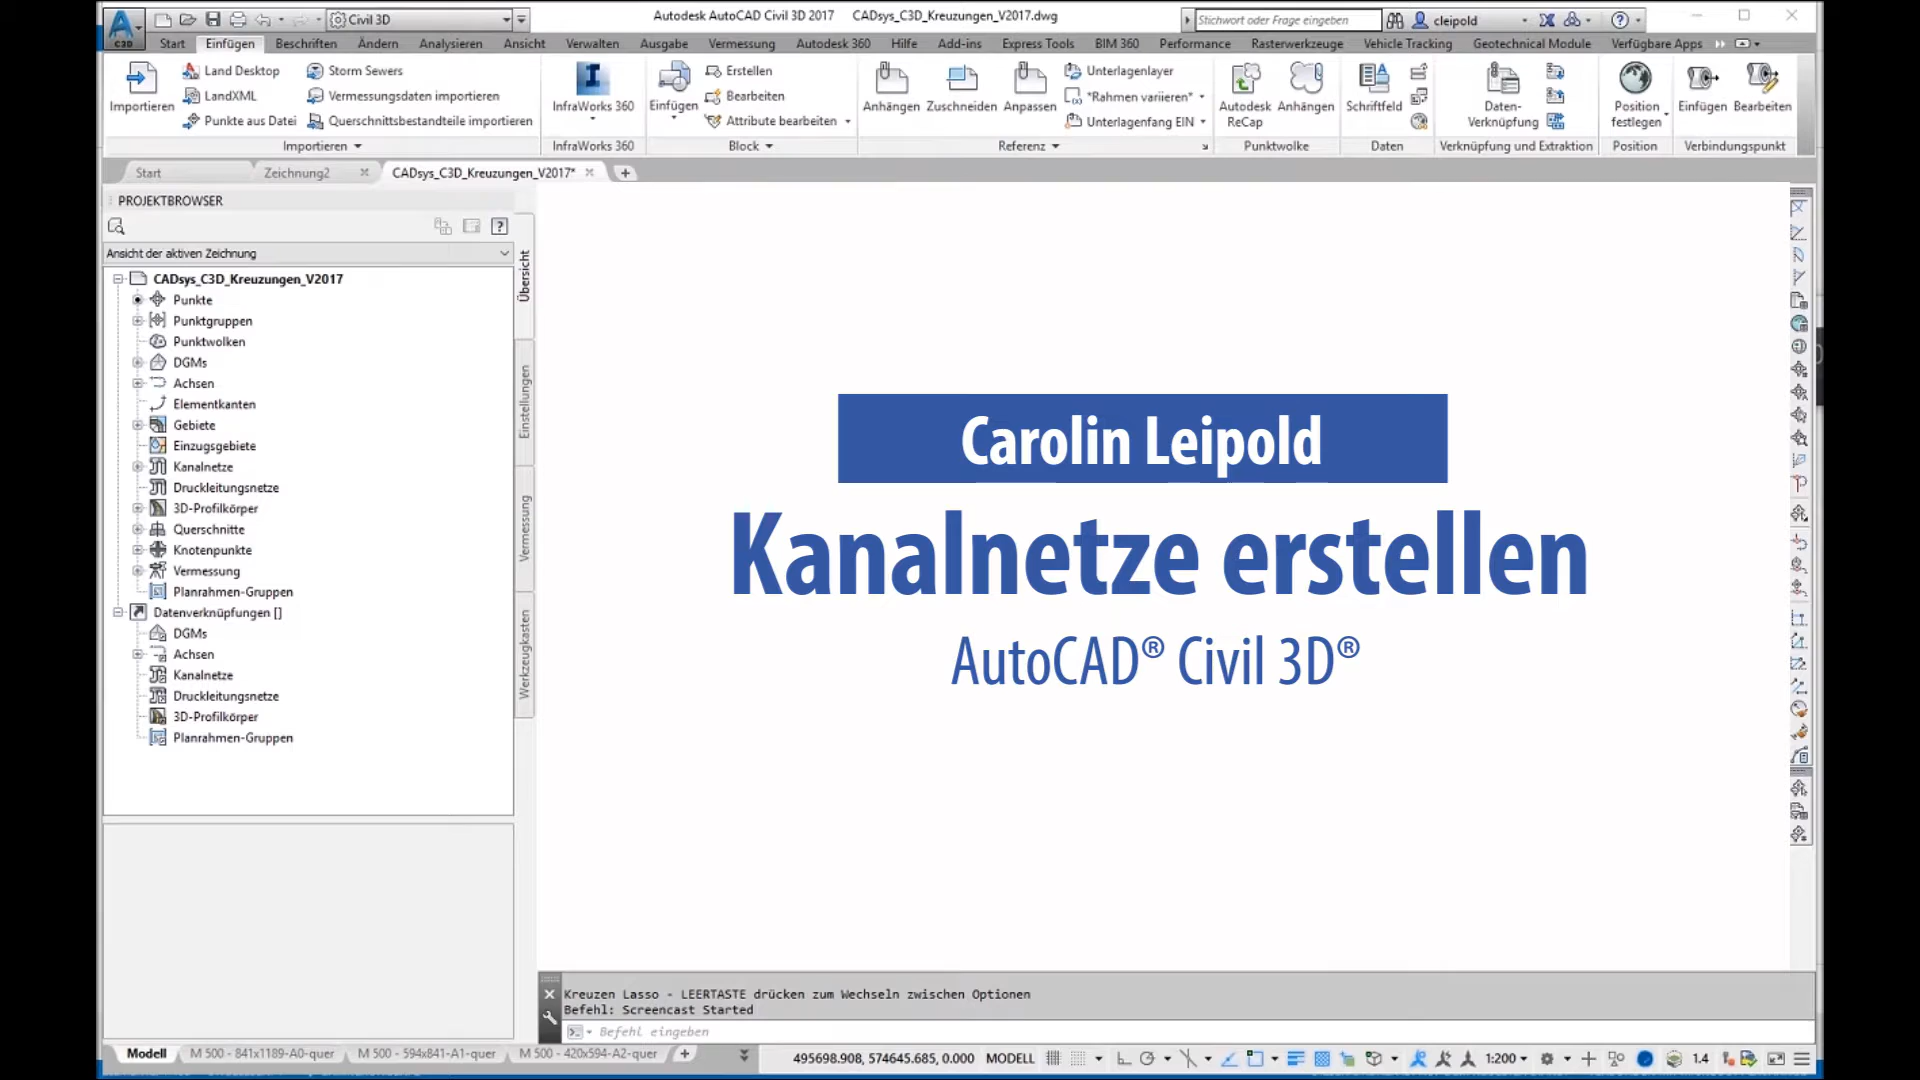 Civil 3D
Autodesk AutoCAD Civil 3D 2017 CADsys_C3D_Kreuzungen_V2017.dwg
Stichwort oder Frage eingeben
cleipold
C3D
Start Einfügen Beschriften Ändern Analysieren Ansicht Verwalten Ausgabe Vermessung Autodesk 360 Hilfe Add-ins Express Tools BIM 360 Performance Rasterwerkzeuge Vehicle Tracking Geotechnical Module Verfügbare Apps
Importieren
Land Desktop
LandXML
Punkte aus Datei
Storm Sewers
Vermessungsdaten importieren
Querschnittsbestandteile importieren
InfraWorks 360
Einfügen
Erstellen
Bearbeiten
Attribute bearbeiten
Anhängen Zuschneiden Anpassen
Unterlagenlayer
*Rahmen variieren*
Unterlagenfang EIN
Autodesk
ReCap
Anhängen
Schriftfeld
Daten-
Verknüpfung
Position
festlegen
Einfügen Bearbeiten
Importieren InfraWorks 360 Block Referenz Punktwolke Daten Verknüpfung und Extraktion Position Verbindungspunkt
Start Zeichnung2 CADsys_C3D_Kreuzungen_V2017*
PROJEKTBROWSER
Ansicht der aktiven Zeichnung
CADsys_C3D_Kreuzungen_V2017
Punkte
Punktgruppen
Punktwolken
DGMs
Achsen
Elementkanten
Gebiete
Einzugsgebiete
Kanalnetze
Druckleitungsnetze
3D-Profilkörper
Querschnitte
Knotenpunkte
Vermessung
Planrahmen-Gruppen
Datenverknüpfungen []
DGMs
Achsen
Kanalnetze
Druckleitungsnetze
3D-Profilkörper
Planrahmen-Gruppen
Übersicht
Einstellungen
Vermessung
Werkzeugkasten
Carolin Leipold
Kanalnetze erstellen
AutoCAD® Civil 3D®
Kreuzen Lasso - LEERTASTE drücken zum Wechseln zwischen Optionen
Befehl: Screencast Started
Befehl eingeben
Modell M 500 - 841x1189-A0-quer M 500 - 594x841-A1-quer M 500 - 420x594-A2-quer
495698.908, 574645.685, 0.000 MODELL 1:200 1.4